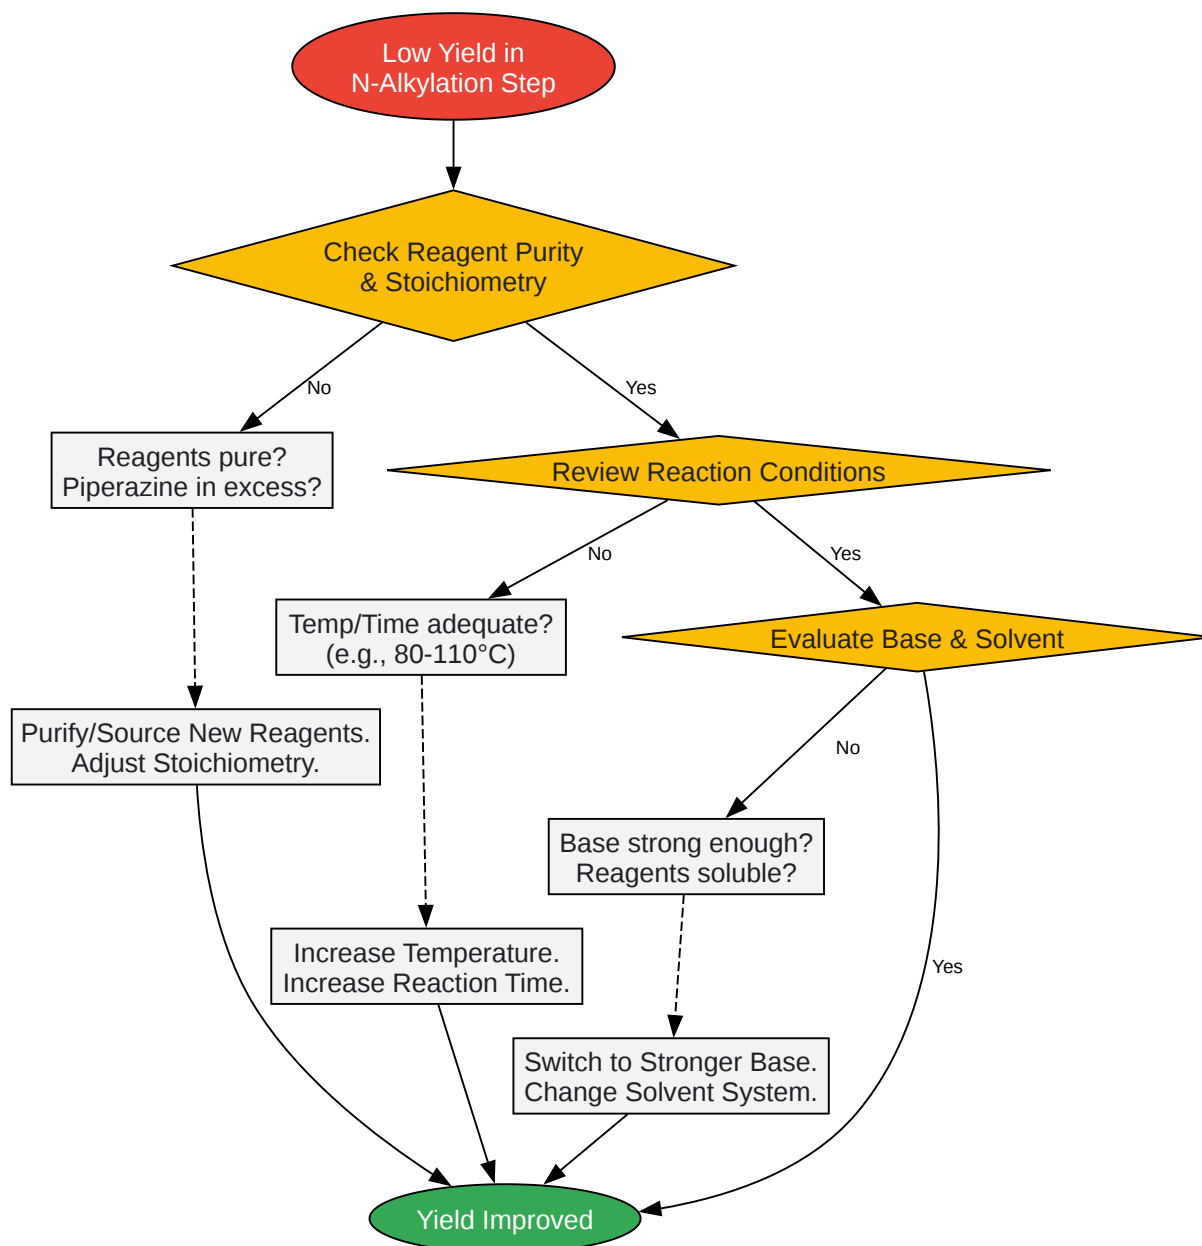 Low Yield in
N-Alkylation Step
Check Reagent Purity
& Stoichiometry
No
Yes
Reagents pure?
Piperazine in excess?
Review Reaction Conditions
No
Yes
Temp/Time adequate?
(e.g., 80-110°C)
Evaluate Base & Solvent
Purify/Source New Reagents.
Adjust Stoichiometry.
No
Base strong enough?
Reagents soluble?
Increase Temperature.
Increase Reaction Time.
Yes
Switch to Stronger Base.
Change Solvent System.
Yield Improved